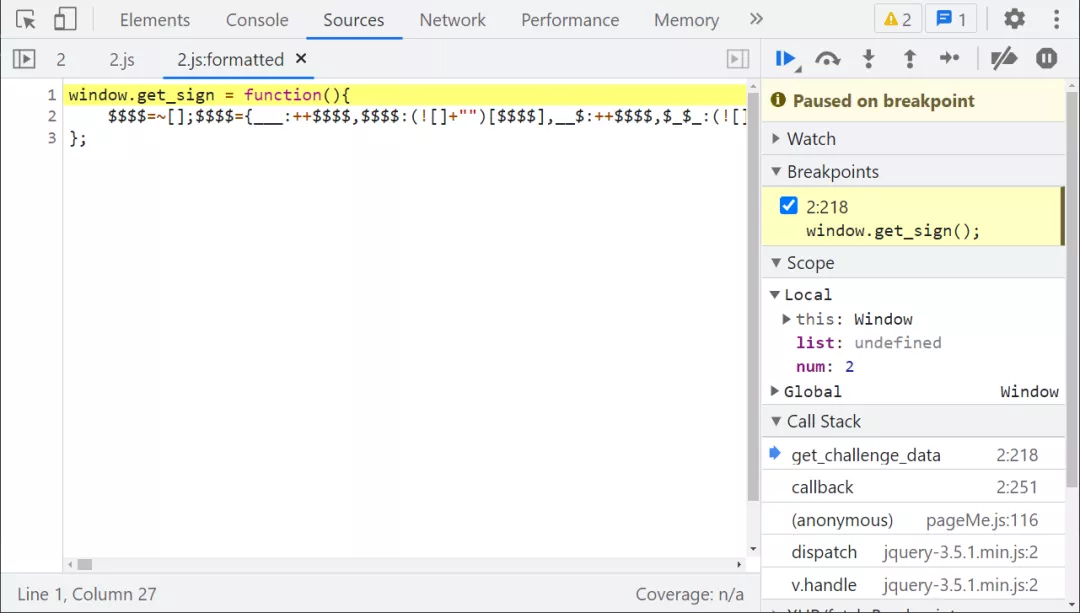 Elements Console Sources Network Performance Memory 2 1
2 2.js 2.js:formatted
1 window.get_sign = function(){
2 $$$$=~[];$$$$={___:++$$$$,$$$$:(![]+"")[$$$$],__$:++$$$$,$_$_:(![]
3 };
Line 1, Column 27 Coverage: n/a
Paused on breakpoint
Watch
Breakpoints
2:218
window.get_sign();
Scope
Local
this: Window
list: undefined
num: 2
Global Window
Call Stack
get_challenge_data 2:218
callback 2:251
(anonymous) pageMe.js:116
dispatch jquery-3.5.1.min.js:2
v.handle jquery-3.5.1.min.js:2